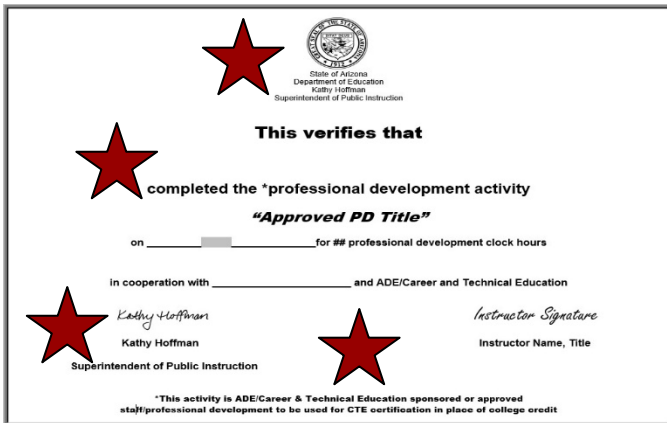 State of Arizona
Department of Education
Kathy Hoffman
Superintendent of Public Instruction
This verifies that
completed the *professional development activity
"Approved PD Title"
on ____________________for ## professional development clock hours
in cooperation with ____________________ and ADE/Career and Technical Education
Kathy Hoffman
Instructor Signature
Kathy Hoffman
Instructor Name, Title
Superintendent of Public Instruction
*This activity is ADE/Career & Technical Education sponsored or approved
staff/professional development to be used for CTE certification in place of college credit